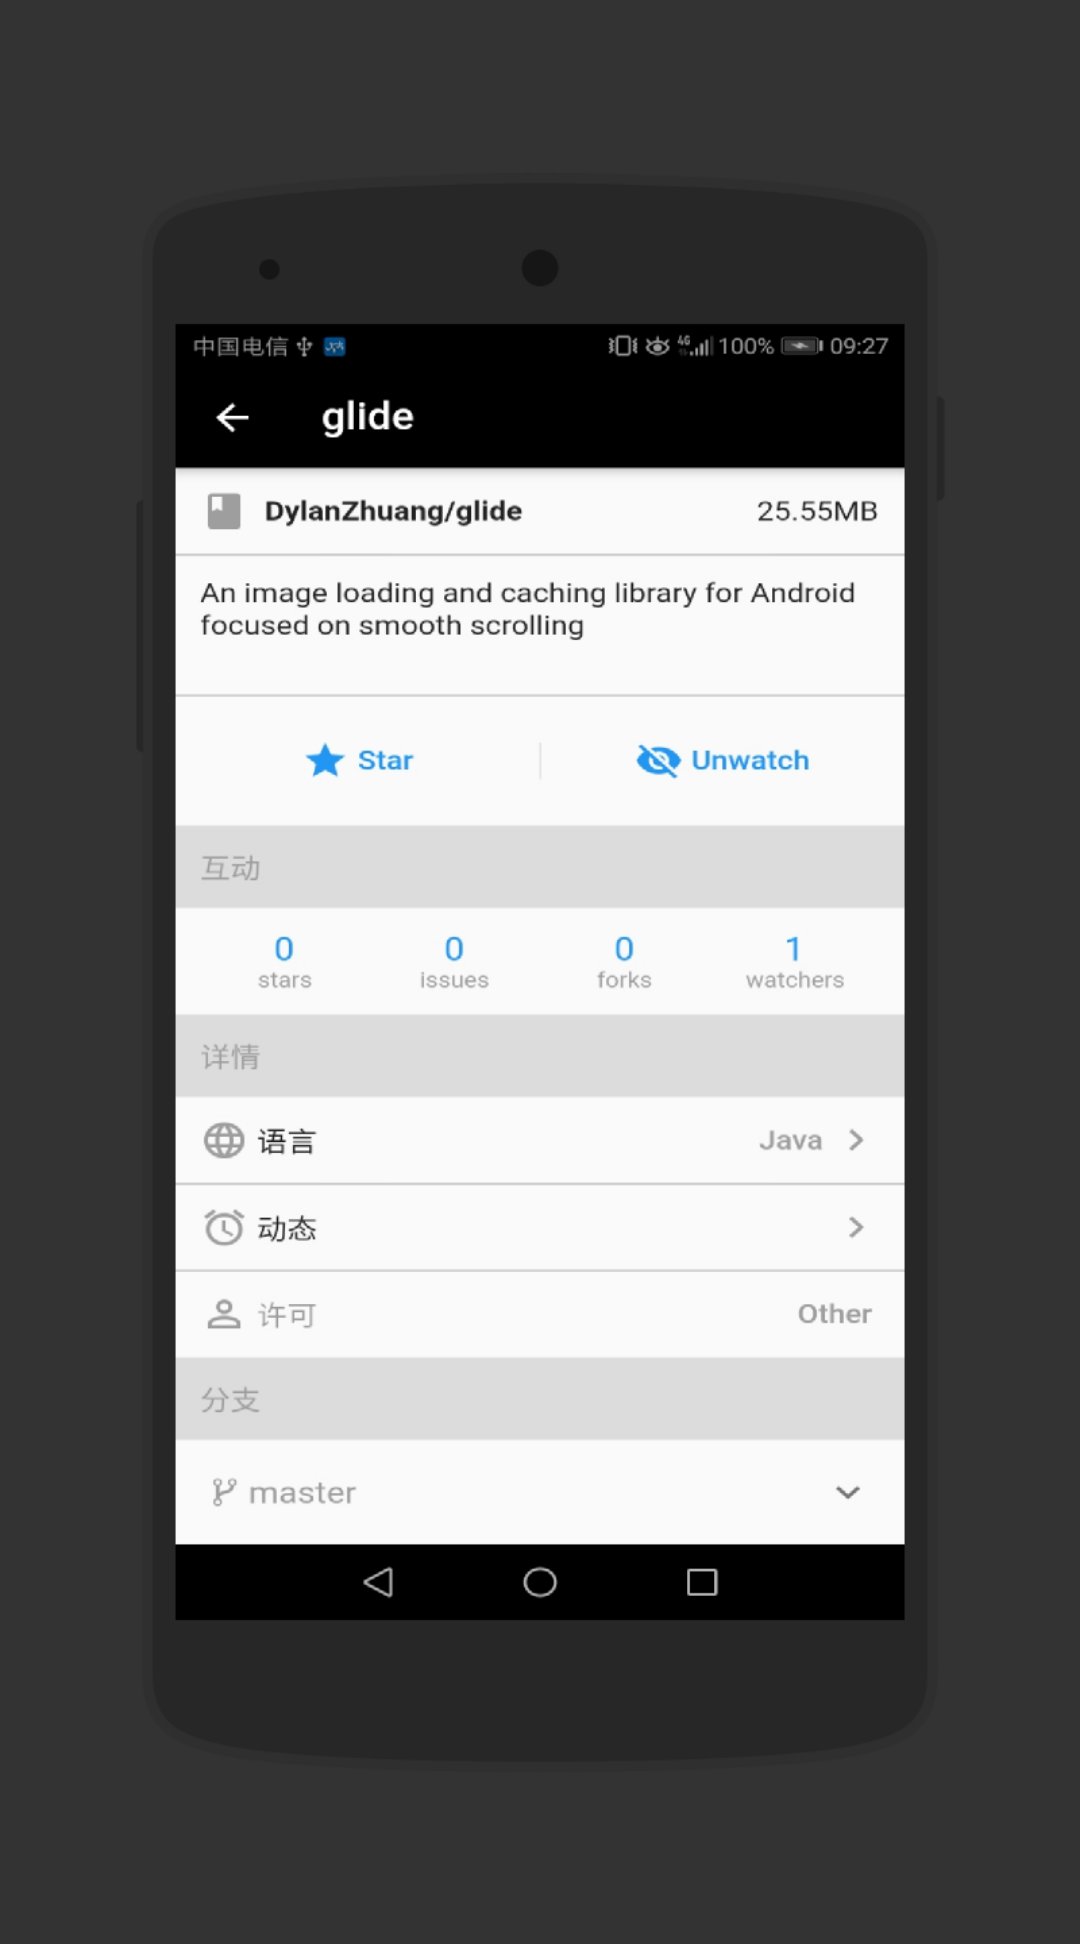 中国电信 4G 100% 09:27
glide
DylanZhuang/glide 25.55MB
An image loading and caching library for Android
focused on smooth scrolling
Star Unwatch
互动
0 0 0 1
stars issues forks watchers
详情
语言 Java
动态
许可 Other
分支
master